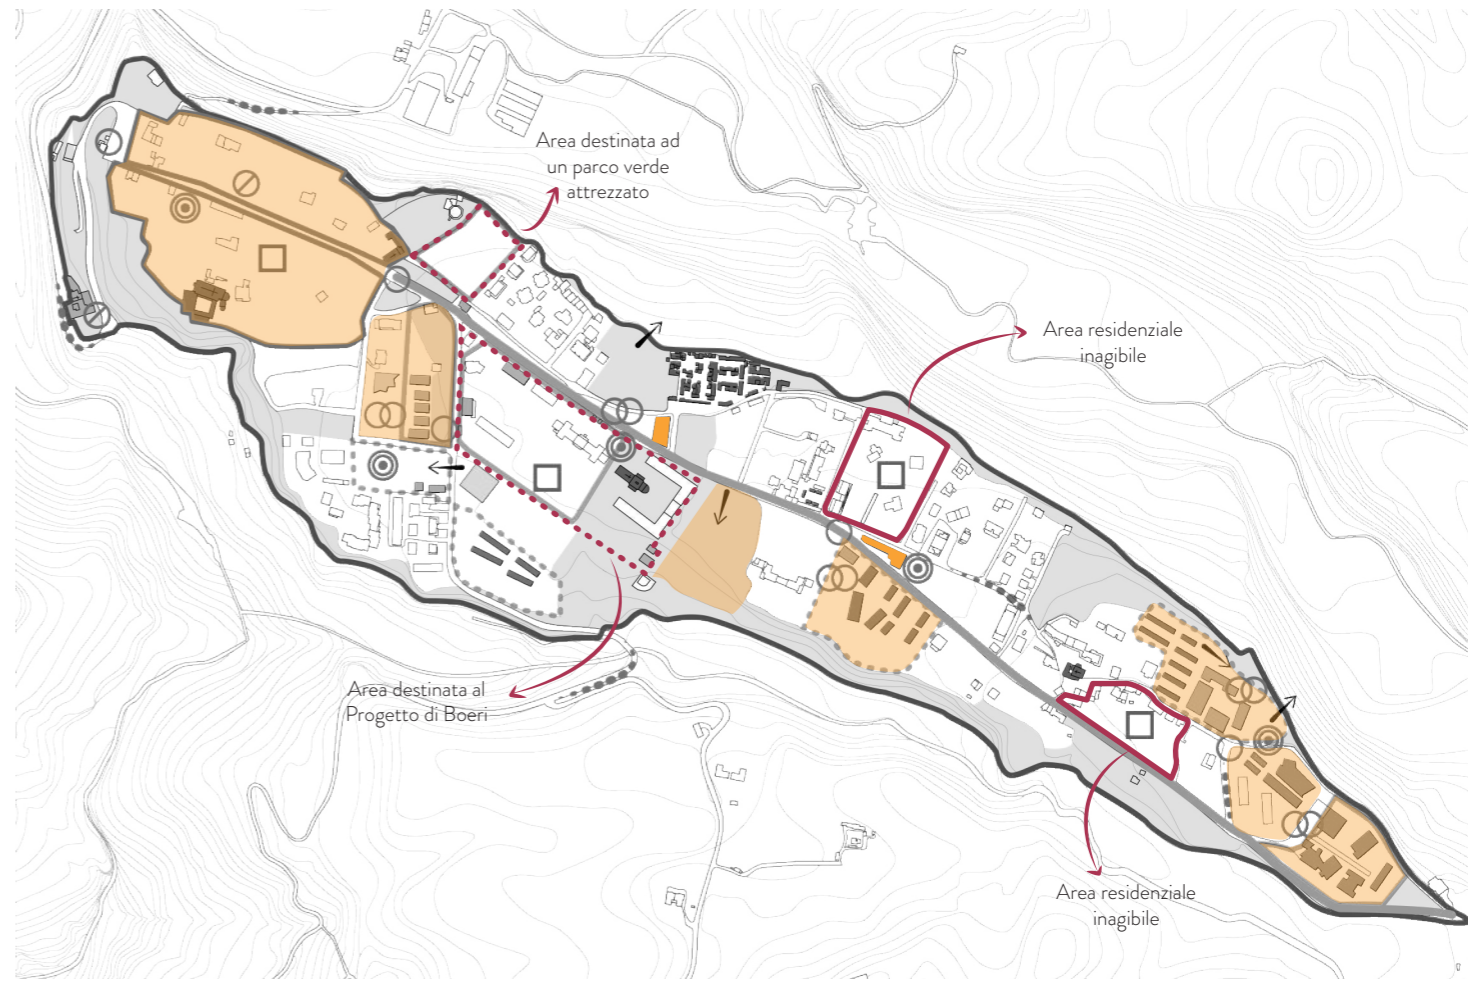 Area destinata ad
un parco verde
attrezzato
Area residenziale
inagibile
Area destinata al
Progetto di Boeri
Area residenziale
inagibile